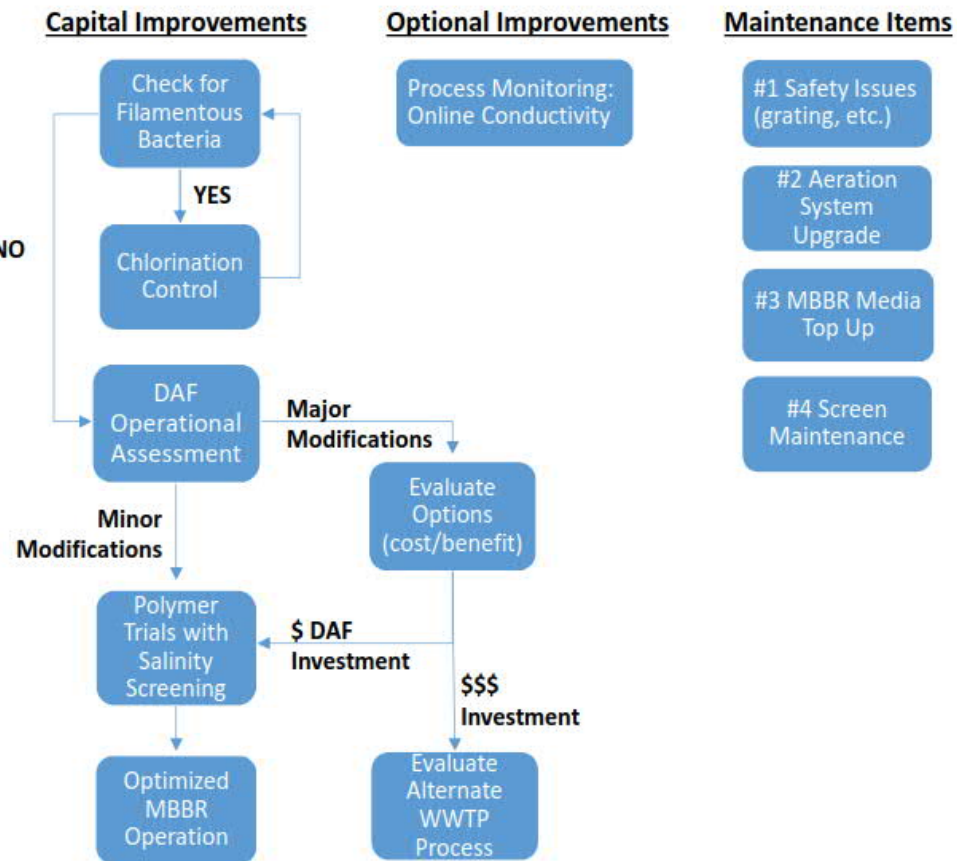 Capital Improvements
Optional Improvements
Maintenance Items
Check for
Filamentous
Bacteria
YES
NO
Chlorination
Control
DAF
Operational
Assessment
Major
Modifications
Minor
Modifications
Evaluate
Options
(cost/benefit)
Polymer
Trials with
Salinity
Screening
$ DAF
Investment
$$$
Investment
Optimized
MBBR
Operation
Evaluate
Alternate
WWTP
Process
Process Monitoring:
Online Conductivity
#1 Safety Issues
(grating, etc.)
#2 Aeration
System
Upgrade
#3 MBBR Media
Top Up
#4 Screen
Maintenance